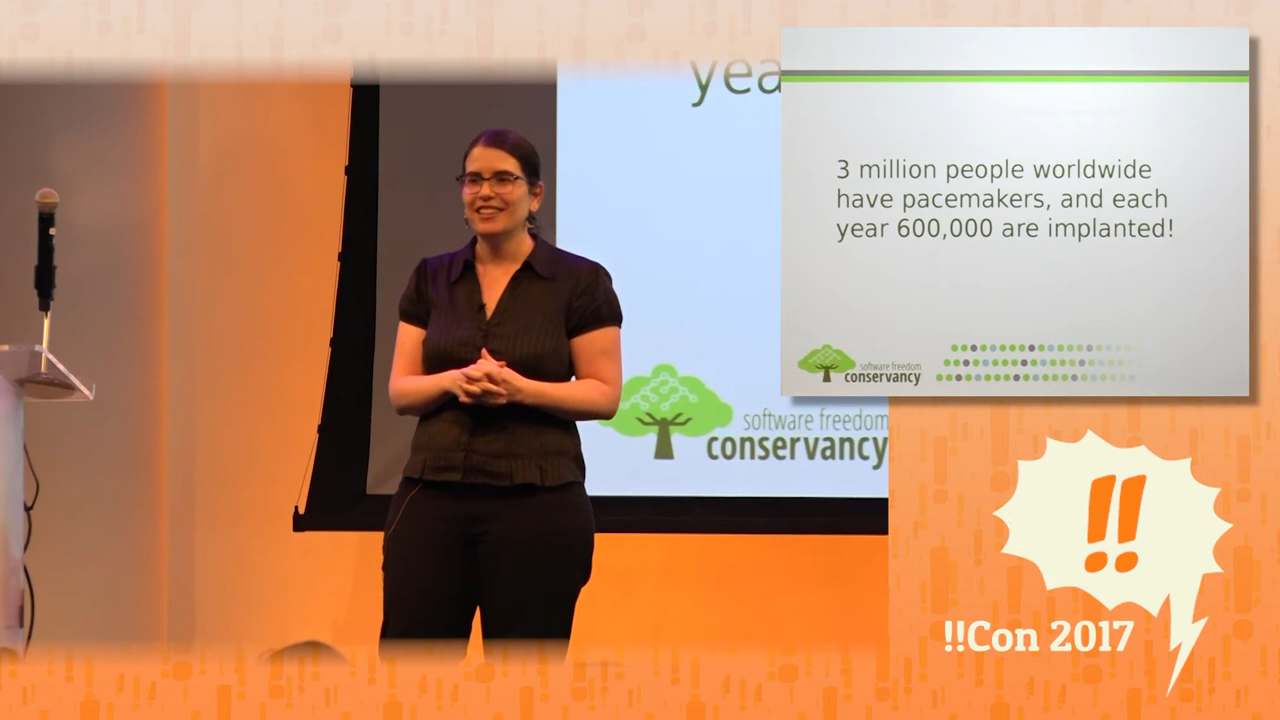 yea
3 million people worldwide
have pacemakers, and each
year 600,000 are implanted!
software freedom
conservancy
software freedom
conservancy
!!
!!Con 2017